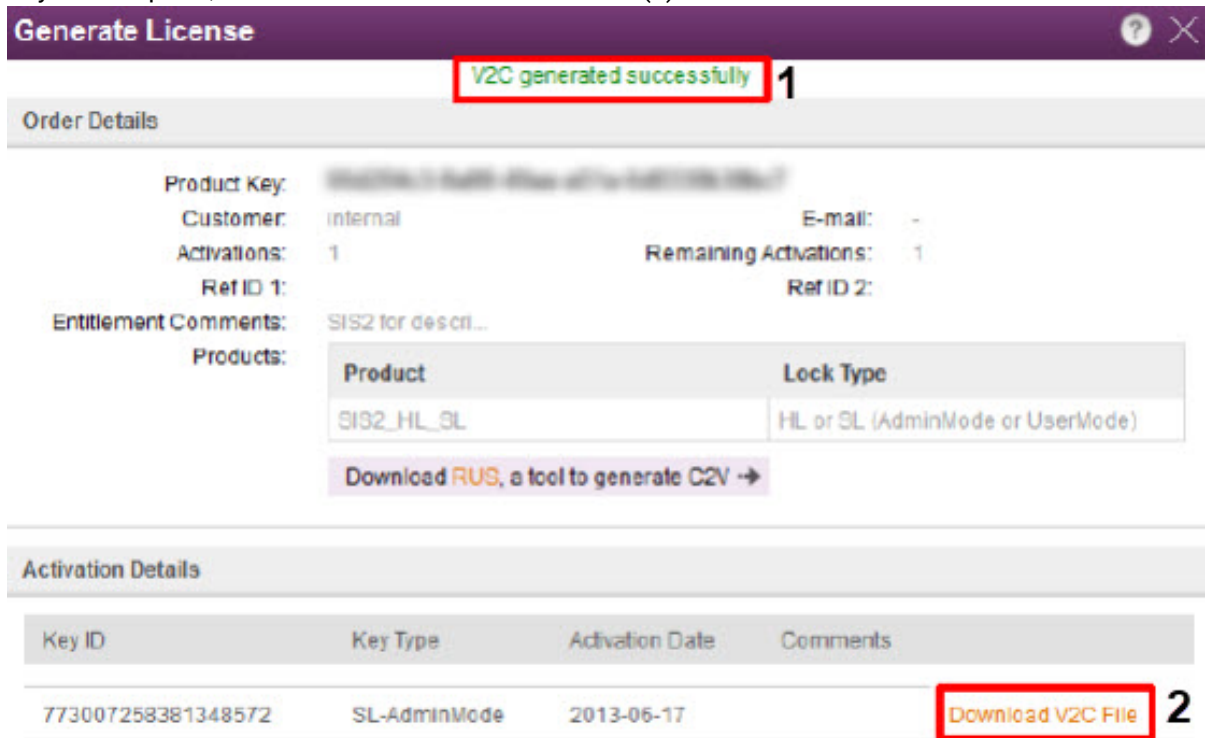 Generate License ?
V2C generated successfully 1
Order Details
Product Key:
Customer: internal E-mail: -
Activations: 1 Remaining Activations: 1
Ref ID 1: Ref ID 2:
Entitlement Comments: SIS2 for descri...
Products: Product Lock Type
SIS2_HL_SL HL or SL (AdminMode or UserMode)
Download RUS, a tool to generate C2V →
Activation Details
Key ID Key Type Activation Date Comments
773007258381348572 SL-AdminMode 2013-06-17 Download V2C File 2